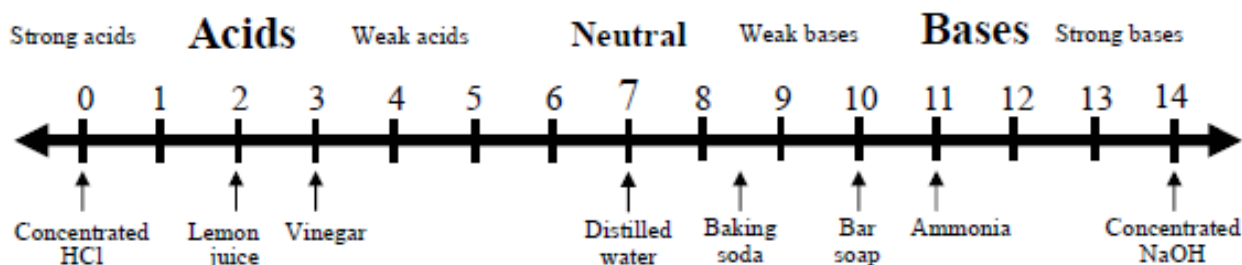 Strong acids Acids Weak acids Neutral Weak bases Bases Strong bases
0 1 2 3 4 5 6 7 8 9 10 11 12 13 14
Concentrated Lemon Vinegar Distilled Baking Bar Ammonia Concentrated
HCl juice water soda soap NaOH